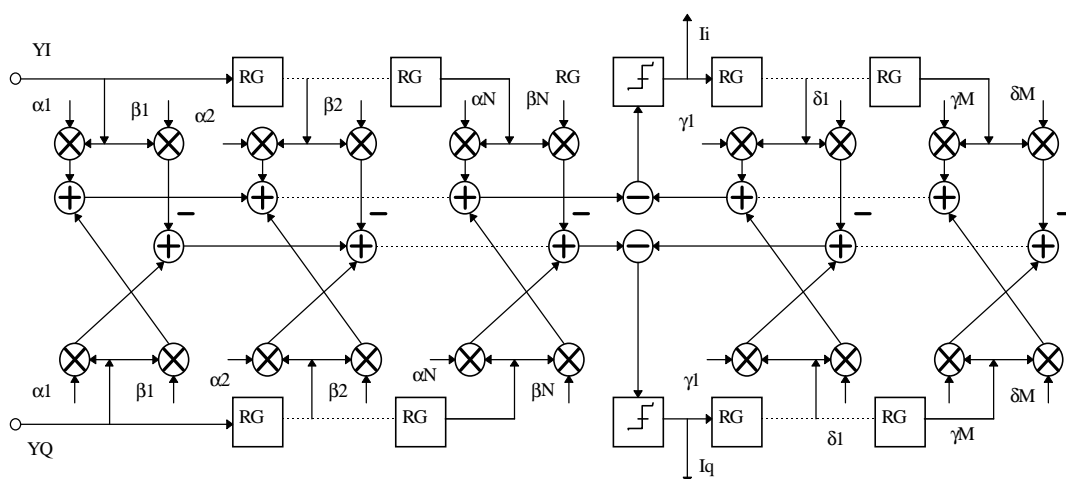 YI
Ii
RG RG RG RG RG
α1 β1 α2 β2 αN βN γ1 δ1 γM δM
+ + + − + +
− − − − −
+ + + − + +
α1 β1 α2 β2 αN βN γ1 δ1 γM δM
RG RG RG RG
YQ
Iq